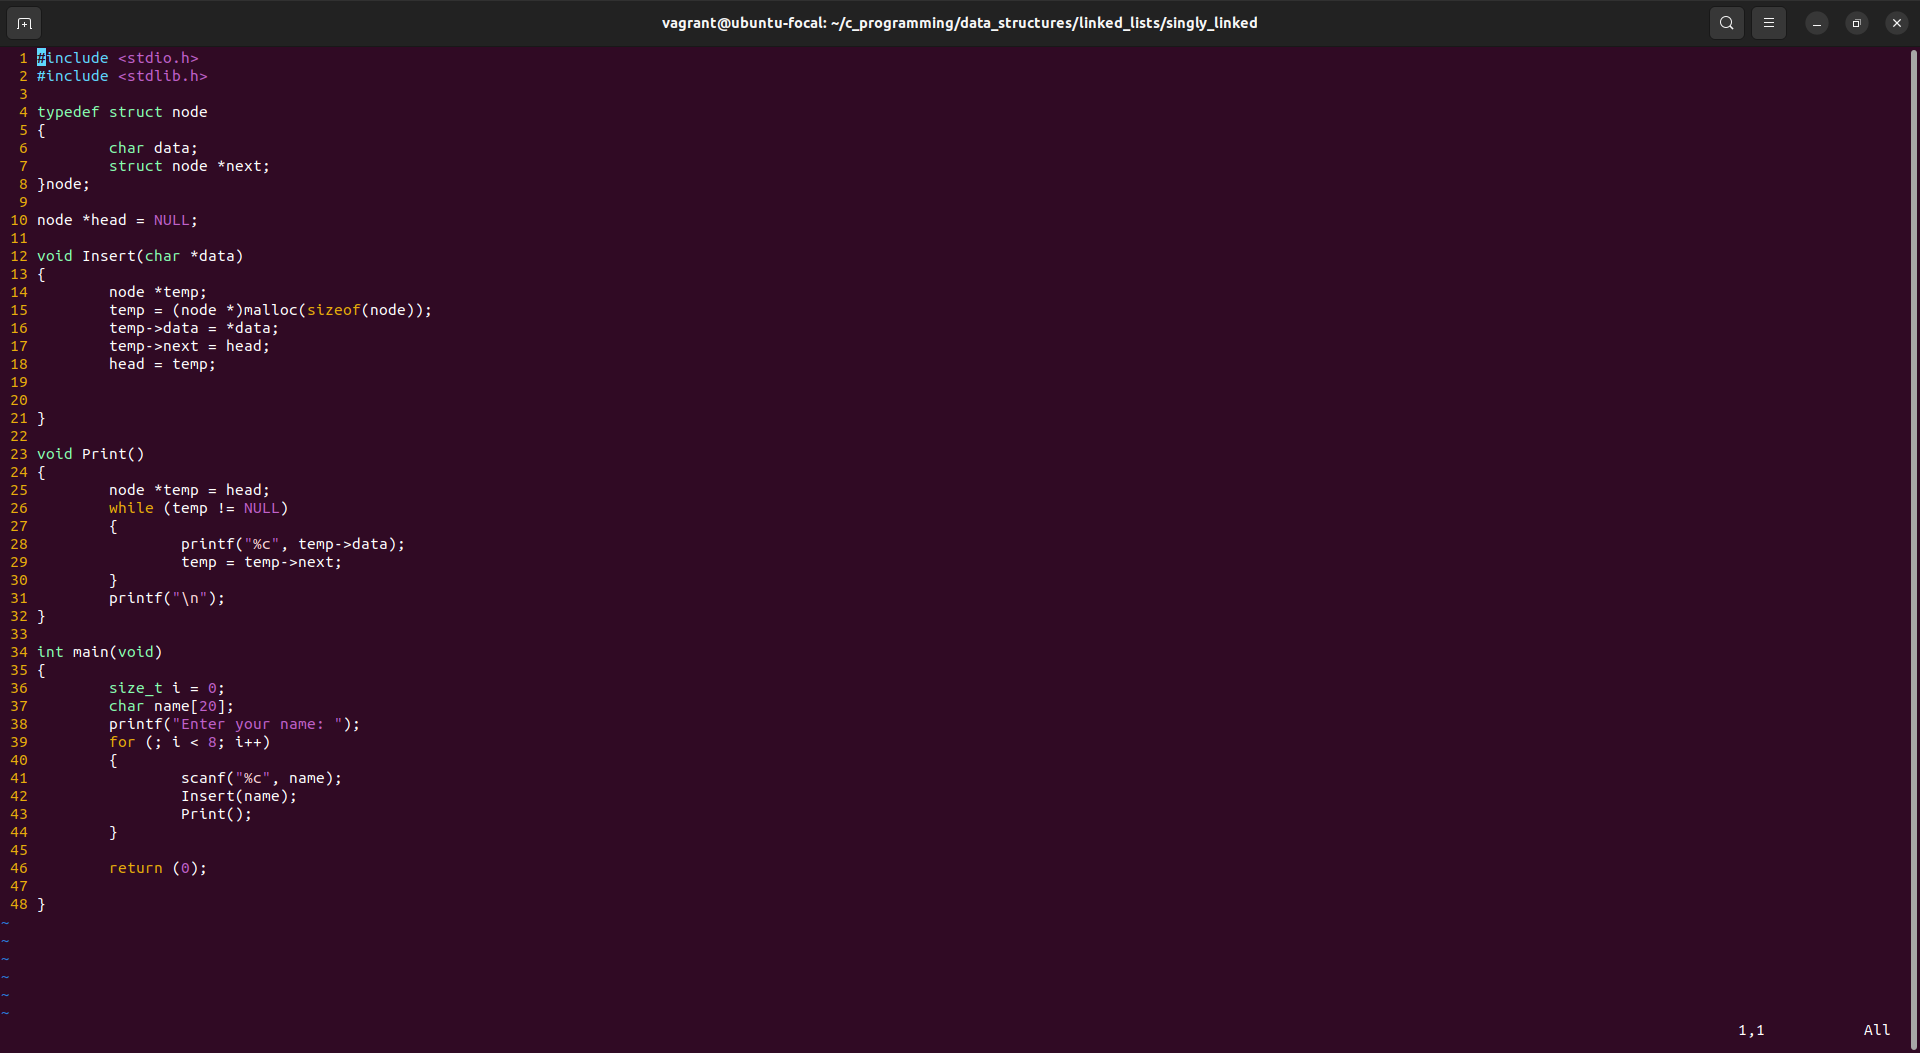 vagrant@ubuntu-focal: ~/c_programming/data_structures/linked_lists/singly_linked
1 #include <stdio.h>
2 #include <stdlib.h>
3
4 typedef struct node
5 {
6         char data;
7         struct node *next;
8 }node;
9
10 node *head = NULL;
11
12 void Insert(char *data)
13 {
14         node *temp;
15         temp = (node *)malloc(sizeof(node));
16         temp->data = *data;
17         temp->next = head;
18         head = temp;
19
20
21 }
22
23 void Print()
24 {
25         node *temp = head;
26         while (temp != NULL)
27         {
28                 printf("%c", temp->data);
29                 temp = temp->next;
30         }
31         printf("\n");
32 }
33
34 int main(void)
35 {
36         size_t i = 0;
37         char name[20];
38         printf("Enter your name: ");
39         for (; i < 8; i++)
40         {
41                 scanf("%c", name);
42                 Insert(name);
43                 Print();
44         }
45
46         return (0);
47
48 }
~
~
~
~
~
~
1,1 All